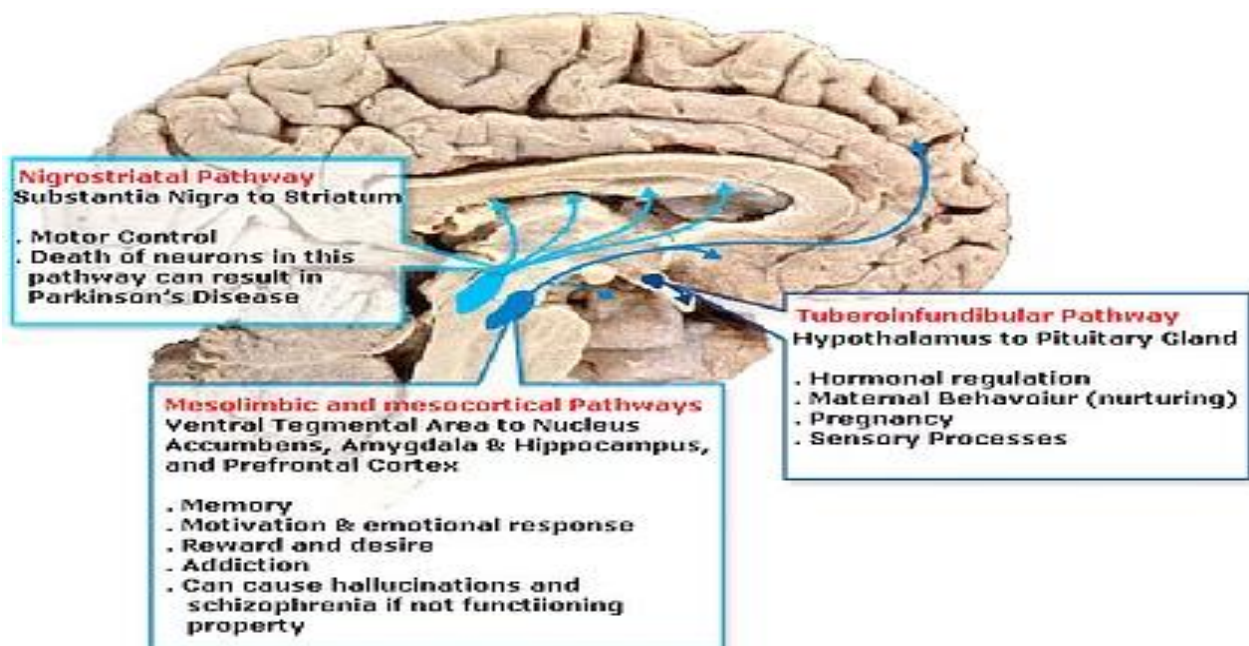 Nigrostriatal Pathway
Substantia Nigra to Striatum
. Motor Control
. Death of neurons in this
pathway can result in
Parkinson's Disease
Tuberoinfundibular Pathway
Hypothalamus to Pituitary Gland
. Hormonal regulation
. Maternal Behavoiur (nurturing)
. Pregnancy
. Sensory Processes
Mesolimbic and mesocortical Pathways
Ventral Tegmental Area to Nucleus
Accumbens, Amygdala & Hippocampus,
and Prefrontal Cortex
. Memory
. Motivation & emotional response
. Reward and desire
. Addiction
. Can cause hallucinations and
schizophrenia if not functiioning
property